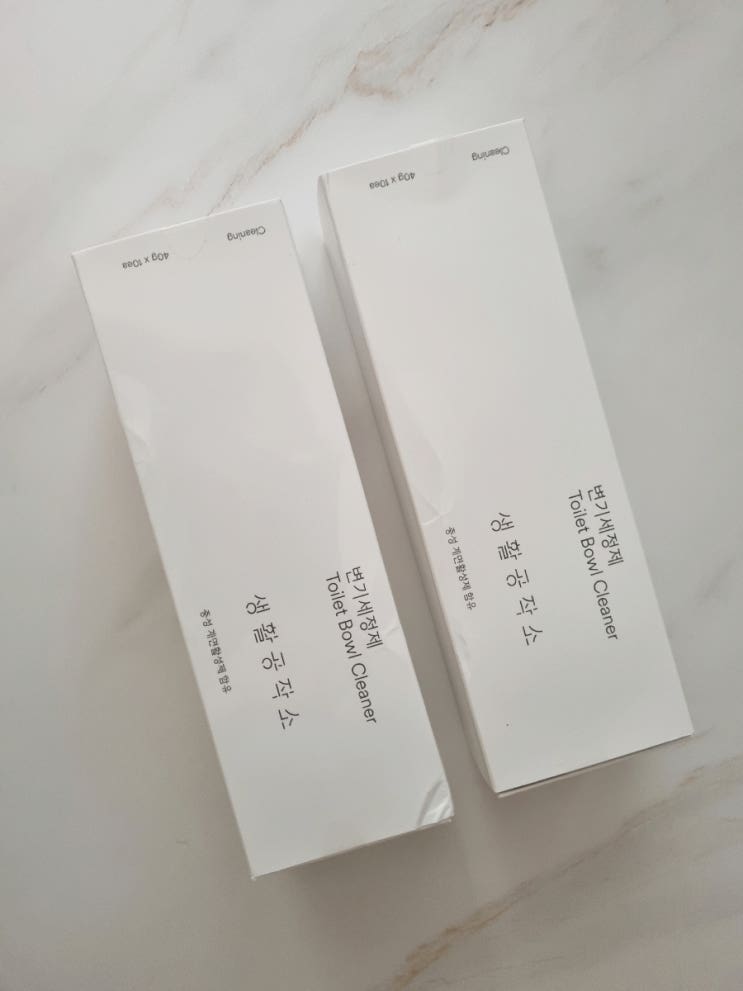 Cleaning
40g x 10ea
변기세정제
Toilet Bowl Cleaner
생활공작소
중성 계면활성제 함유
Cleaning
40g x 10ea
변기세정제
Toilet Bowl Cleaner
생활공작소
중성 계면활성제 함유